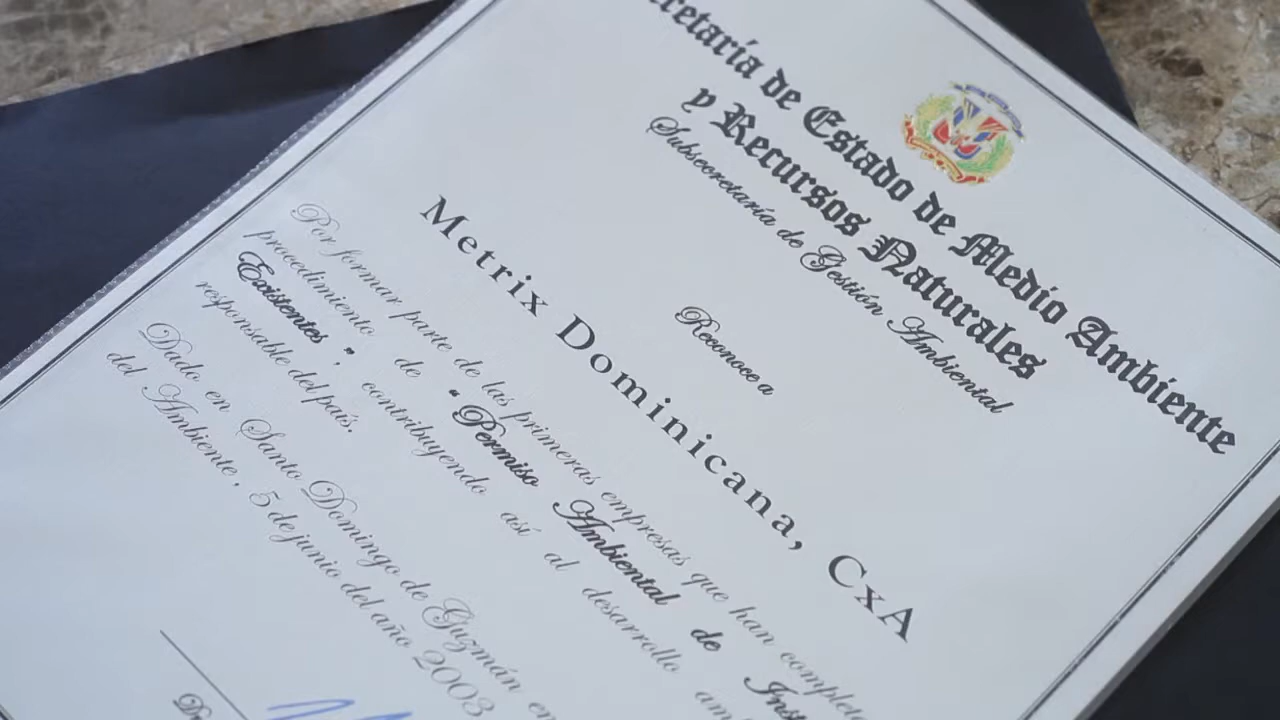 cretaría de Estado de Medio Ambiente
y Recursos Naturales
Subsecretaría de Gestión Ambiental
Reconoce a
Metrix Dominicana, CxA
Por formar parte de las primeras empresas que han completa
procedimiento de " Permiso Ambiental de Inst
Existentes ", contribuyendo así al desarrollo am
responsable del país.
Dado en Santo Domingo de Guzmán en
del Ambiente, 5 de junio del año 2003